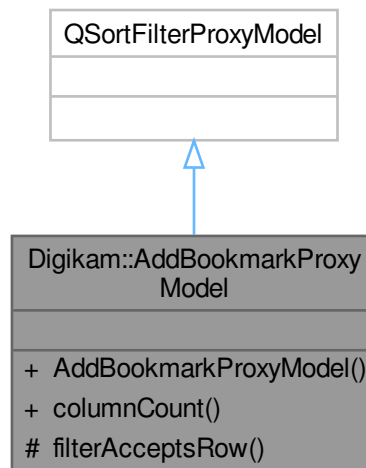 QSortFilterProxyModel
Digikam::AddBookmarkProxy
Model
+ AddBookmarkProxyModel()
+ columnCount()
# filterAcceptsRow()